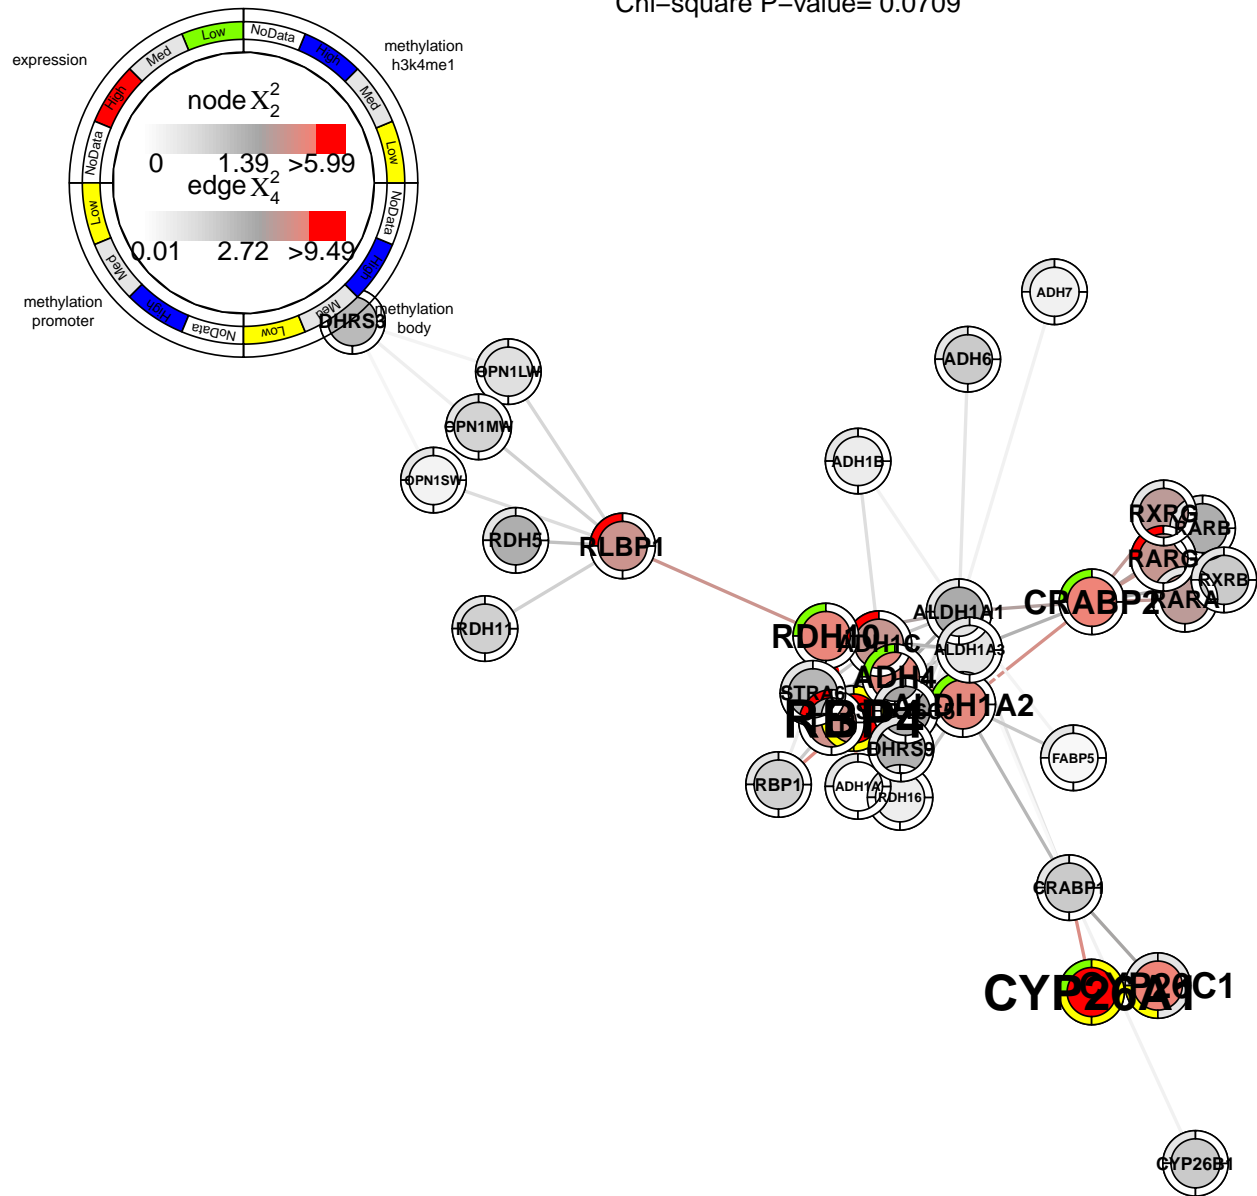 Chi−square P−value= 0.0709
expression
methylation
h3k4me1
NoData
High
Med
Low
NoData
High
Med
Low
NoData
High
Med
Low
NoData
High
Med
Low
node X²₂
0 1.39 >5.99
edge X²₄
0.01 2.72 >9.49
methylation
promoter
methylation
body
DHRS3
OPN1LW
OPN1MW
OPN1SW
RDH5
RLBP1
RDH11
ADH7
ADH6
ADH1B
RXRG
RARB
RARG
RXRB
RARA
CRABP2
ALDH1A1
RDH10
ADH1C
ALDH1A3
ADH4
STRA6
ALDH1A2
RBP4
DHRS9
RBP1
ADH1A
RDH16
FABP5
CRABP1
CYP26A1
CYP26C1
CYP26B1